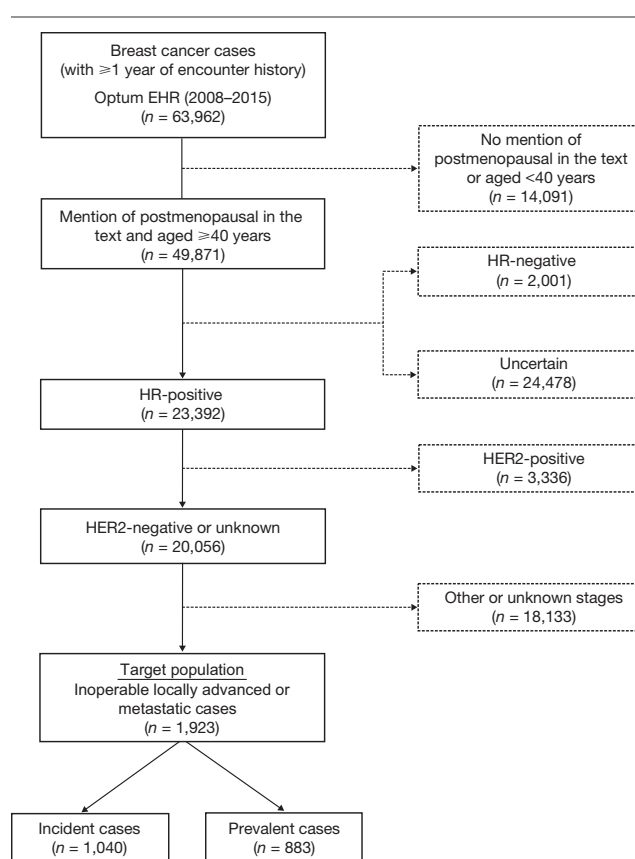 Breast cancer cases
(with ⩾1 year of encounter history)
Optum EHR (2008–2015)
(n = 63,962)
No mention of
postmenopausal in the text
or aged <40 years
(n = 14,091)
Mention of postmenopausal in the
text and aged ⩾40 years
(n = 49,871)
HR-negative
(n = 2,001)
Uncertain
(n = 24,478)
HR-positive
(n = 23,392)
HER2-positive
(n = 3,336)
HER2-negative or unknown
(n = 20,056)
Other or unknown stages
(n = 18,133)
Target population
Inoperable locally advanced or
metastatic cases
(n = 1,923)
Incident cases
(n = 1,040)
Prevalent cases
(n = 883)